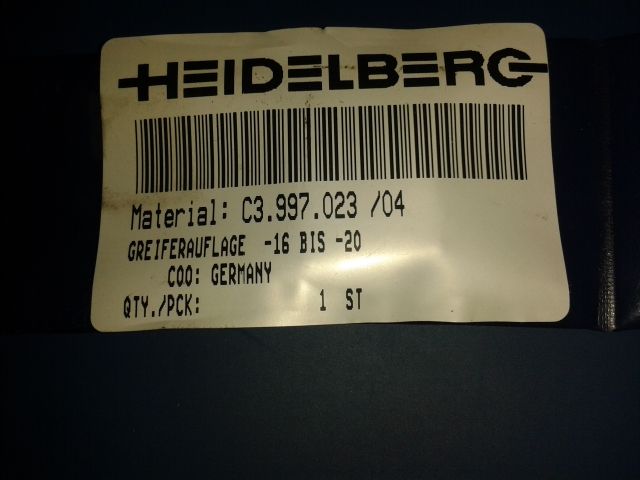 HEIDELBERG
Material: C3.997.023 /04
GREIFERAUFLAGE -16 BIS -20
COO: GERMANY
QTY./PCK: 1 ST